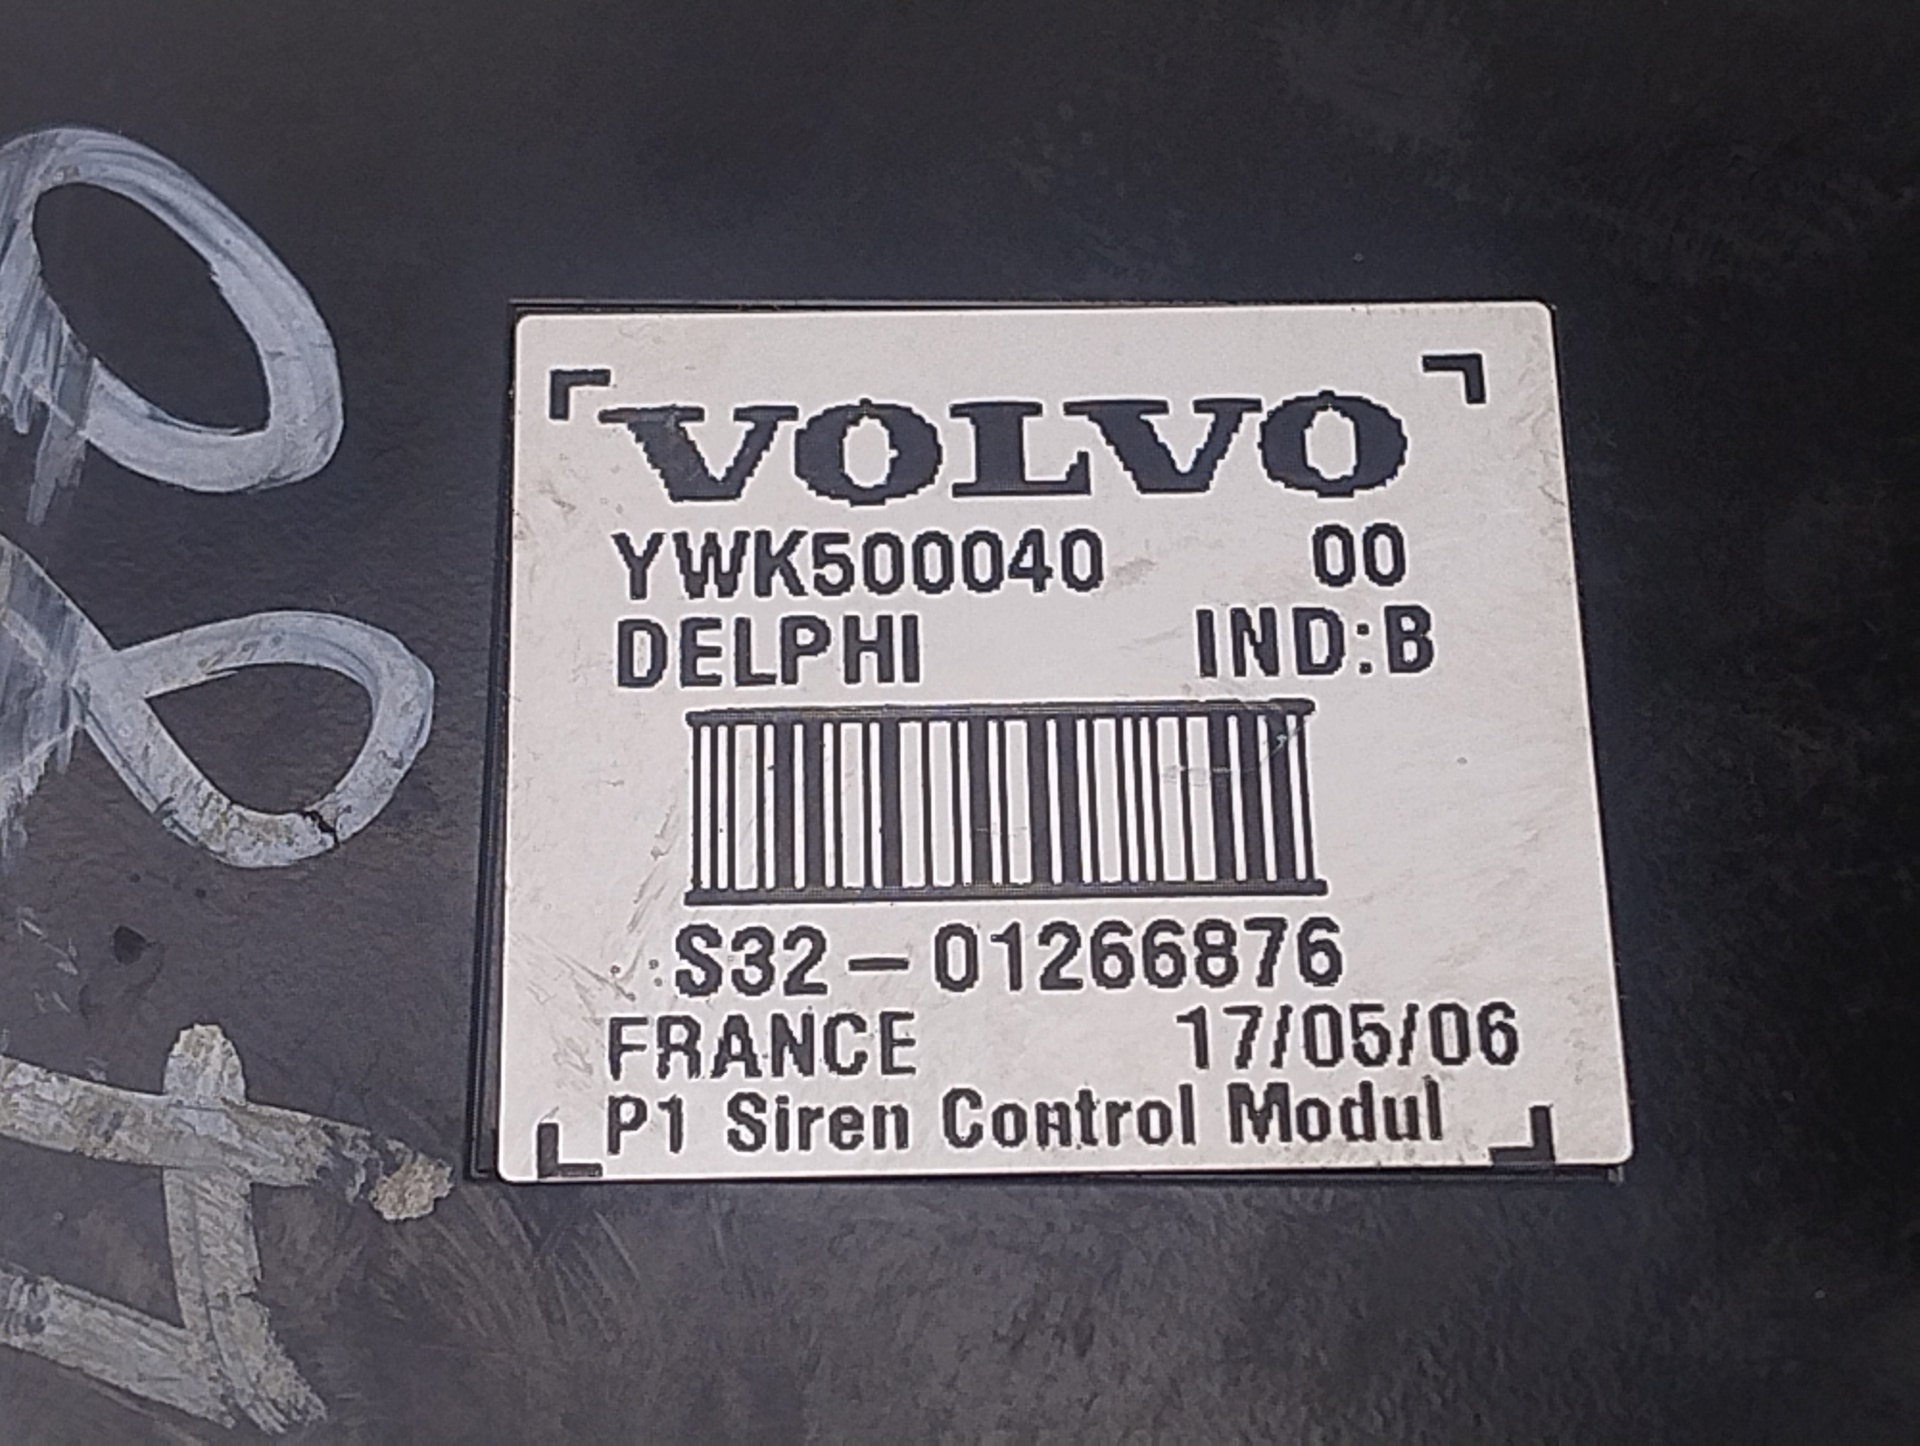 VOLVO
YWK500040 00
DELPHI IND:B
S32-01266876
FRANCE 17/05/06
P1 Siren Control Modul